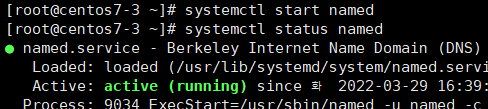 [root@centos7-3 ~]# systemctl start named
[root@centos7-3 ~]# systemctl status named
● named.service - Berkeley Internet Name Domain (DNS)
Loaded: loaded (/usr/lib/systemd/system/named.servic
Active: active (running) since 화 2022-03-29 16:39:
Process: 9034 ExecStart=/usr/sbin/named -u named -c